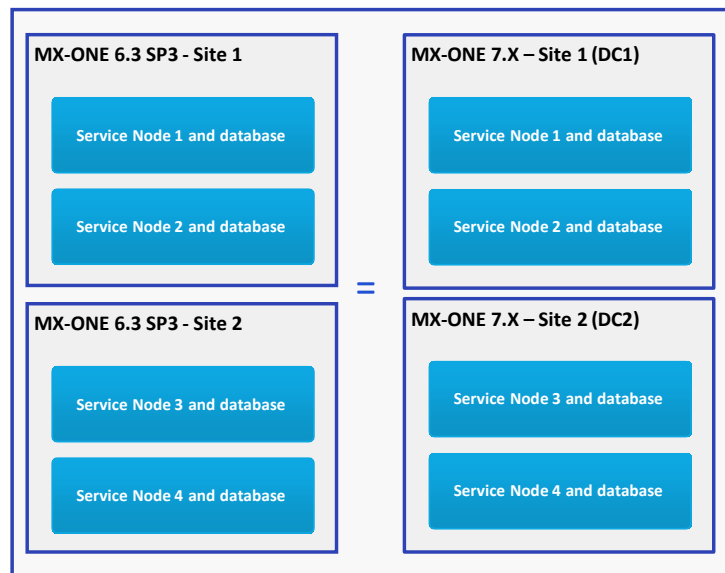 MX-ONE 6.3 SP3 - Site 1
Service Node 1 and database
Service Node 2 and database
MX-ONE 6.3 SP3 - Site 2
Service Node 3 and database
Service Node 4 and database
=
MX-ONE 7.X – Site 1 (DC1)
Service Node 1 and database
Service Node 2 and database
MX-ONE 7.X – Site 2 (DC2)
Service Node 3 and database
Service Node 4 and database